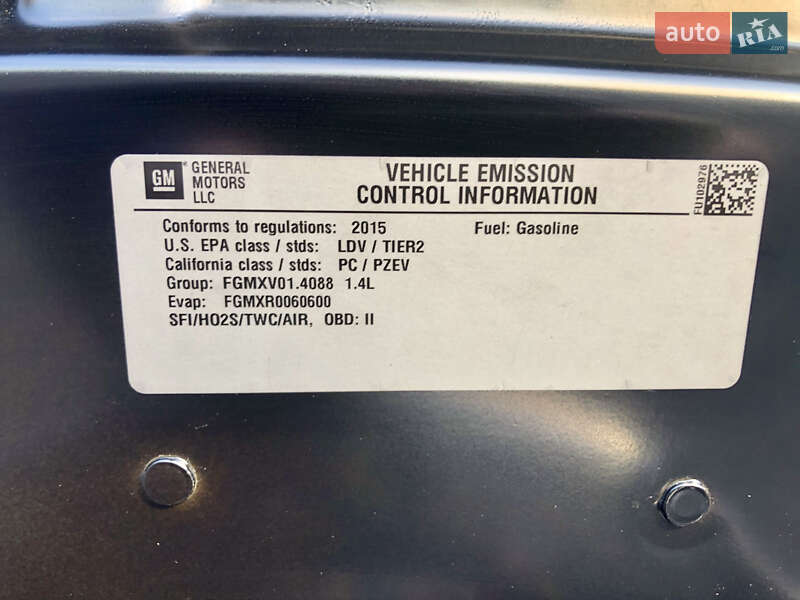 auto RIA .com
GM GENERAL MOTORS LLC
VEHICLE EMISSION
CONTROL INFORMATION
FU102976
Conforms to regulations: 2015 Fuel: Gasoline
U.S. EPA class / stds: LDV / TIER2
California class / stds: PC / PZEV
Group: FGMXV01.4088 1.4L
Evap: FGMXR0060600
SFI/HO2S/TWC/AIR, OBD: II